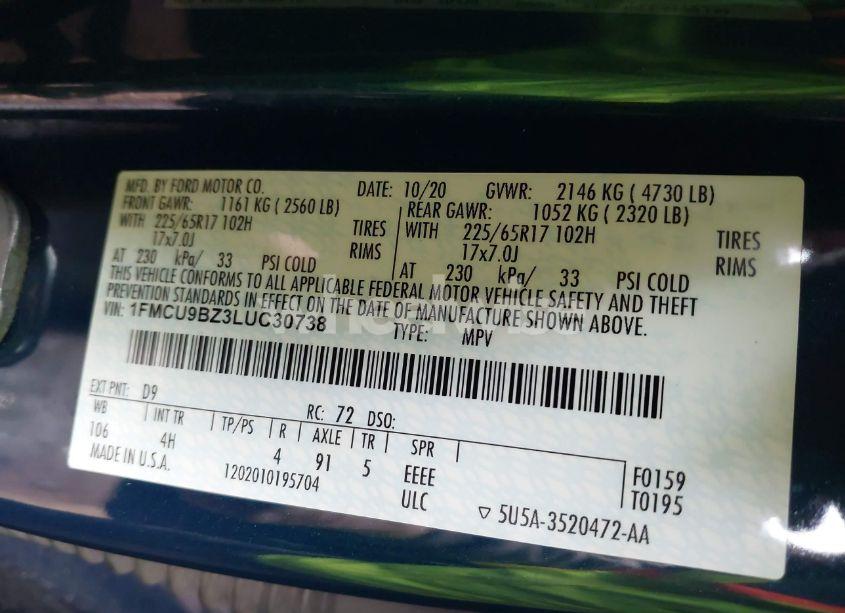 MFD. BY FORD MOTOR CO. DATE: 10/20 GVWR: 2146 KG ( 4730 LB)
FRONT GAWR: 1161 KG ( 2560 LB) REAR GAWR: 1052 KG ( 2320 LB)
WITH 225/65R17 102H TIRES WITH 225/65R17 102H TIRES
17x7.0J RIMS 17x7.0J RIMS
AT 230 kPa/ 33 PSI COLD AT 230 kPa/ 33 PSI COLD
THIS VEHICLE CONFORMS TO ALL APPLICABLE FEDERAL MOTOR VEHICLE SAFETY AND THEFT
PREVENTION STANDARDS IN EFFECT ON THE DATE OF MANUFACTURE SHOWN ABOVE.
VIN: 1FMCU9BZ3LUC30738 TYPE: MPV
EXT PNT: D9 RC: 72 DSO:
WB INT TR TP/PS R AXLE TR SPR
106 4H 4 91 5 EEEE F0159
MADE IN U.S.A. 1202010195704 ULC T0195
▽ 5U5A-3520472-AA